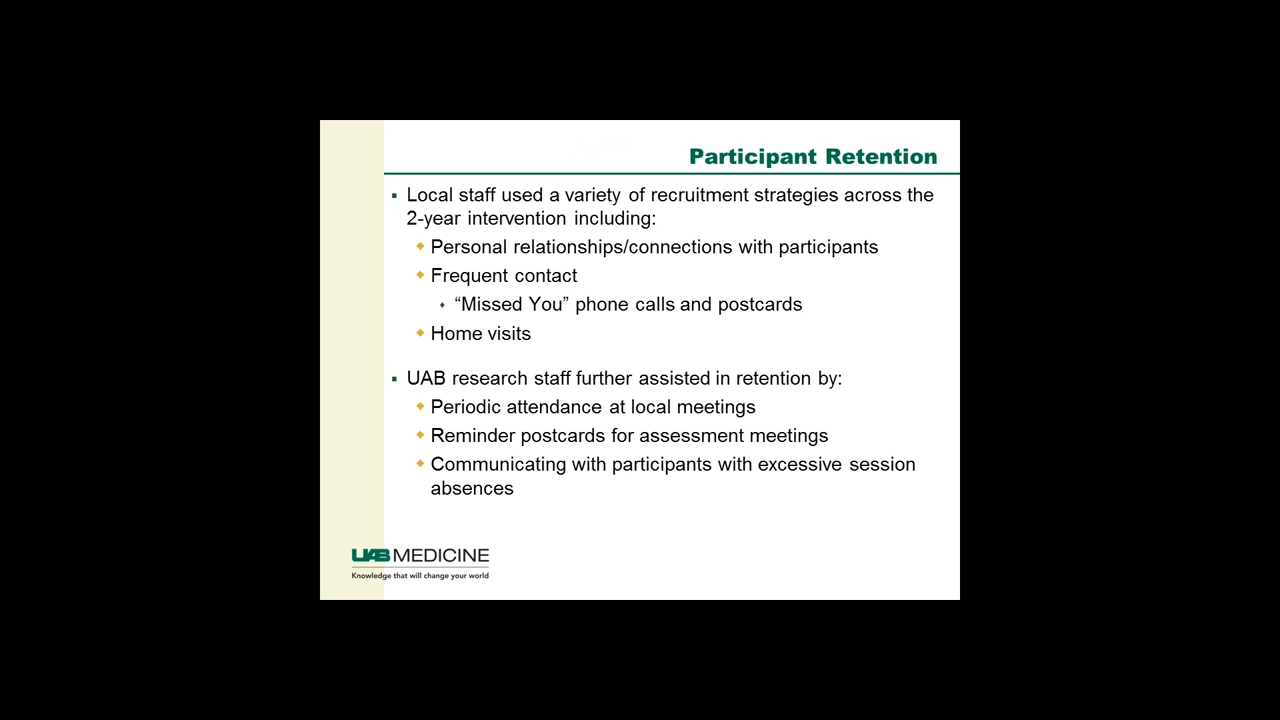 Participant Retention
Local staff used a variety of recruitment strategies across the
2-year intervention including:
Personal relationships/connections with participants
Frequent contact
“Missed You” phone calls and postcards
Home visits
UAB research staff further assisted in retention by:
Periodic attendance at local meetings
Reminder postcards for assessment meetings
Communicating with participants with excessive session
absences
UAB MEDICINE
Knowledge that will change your world